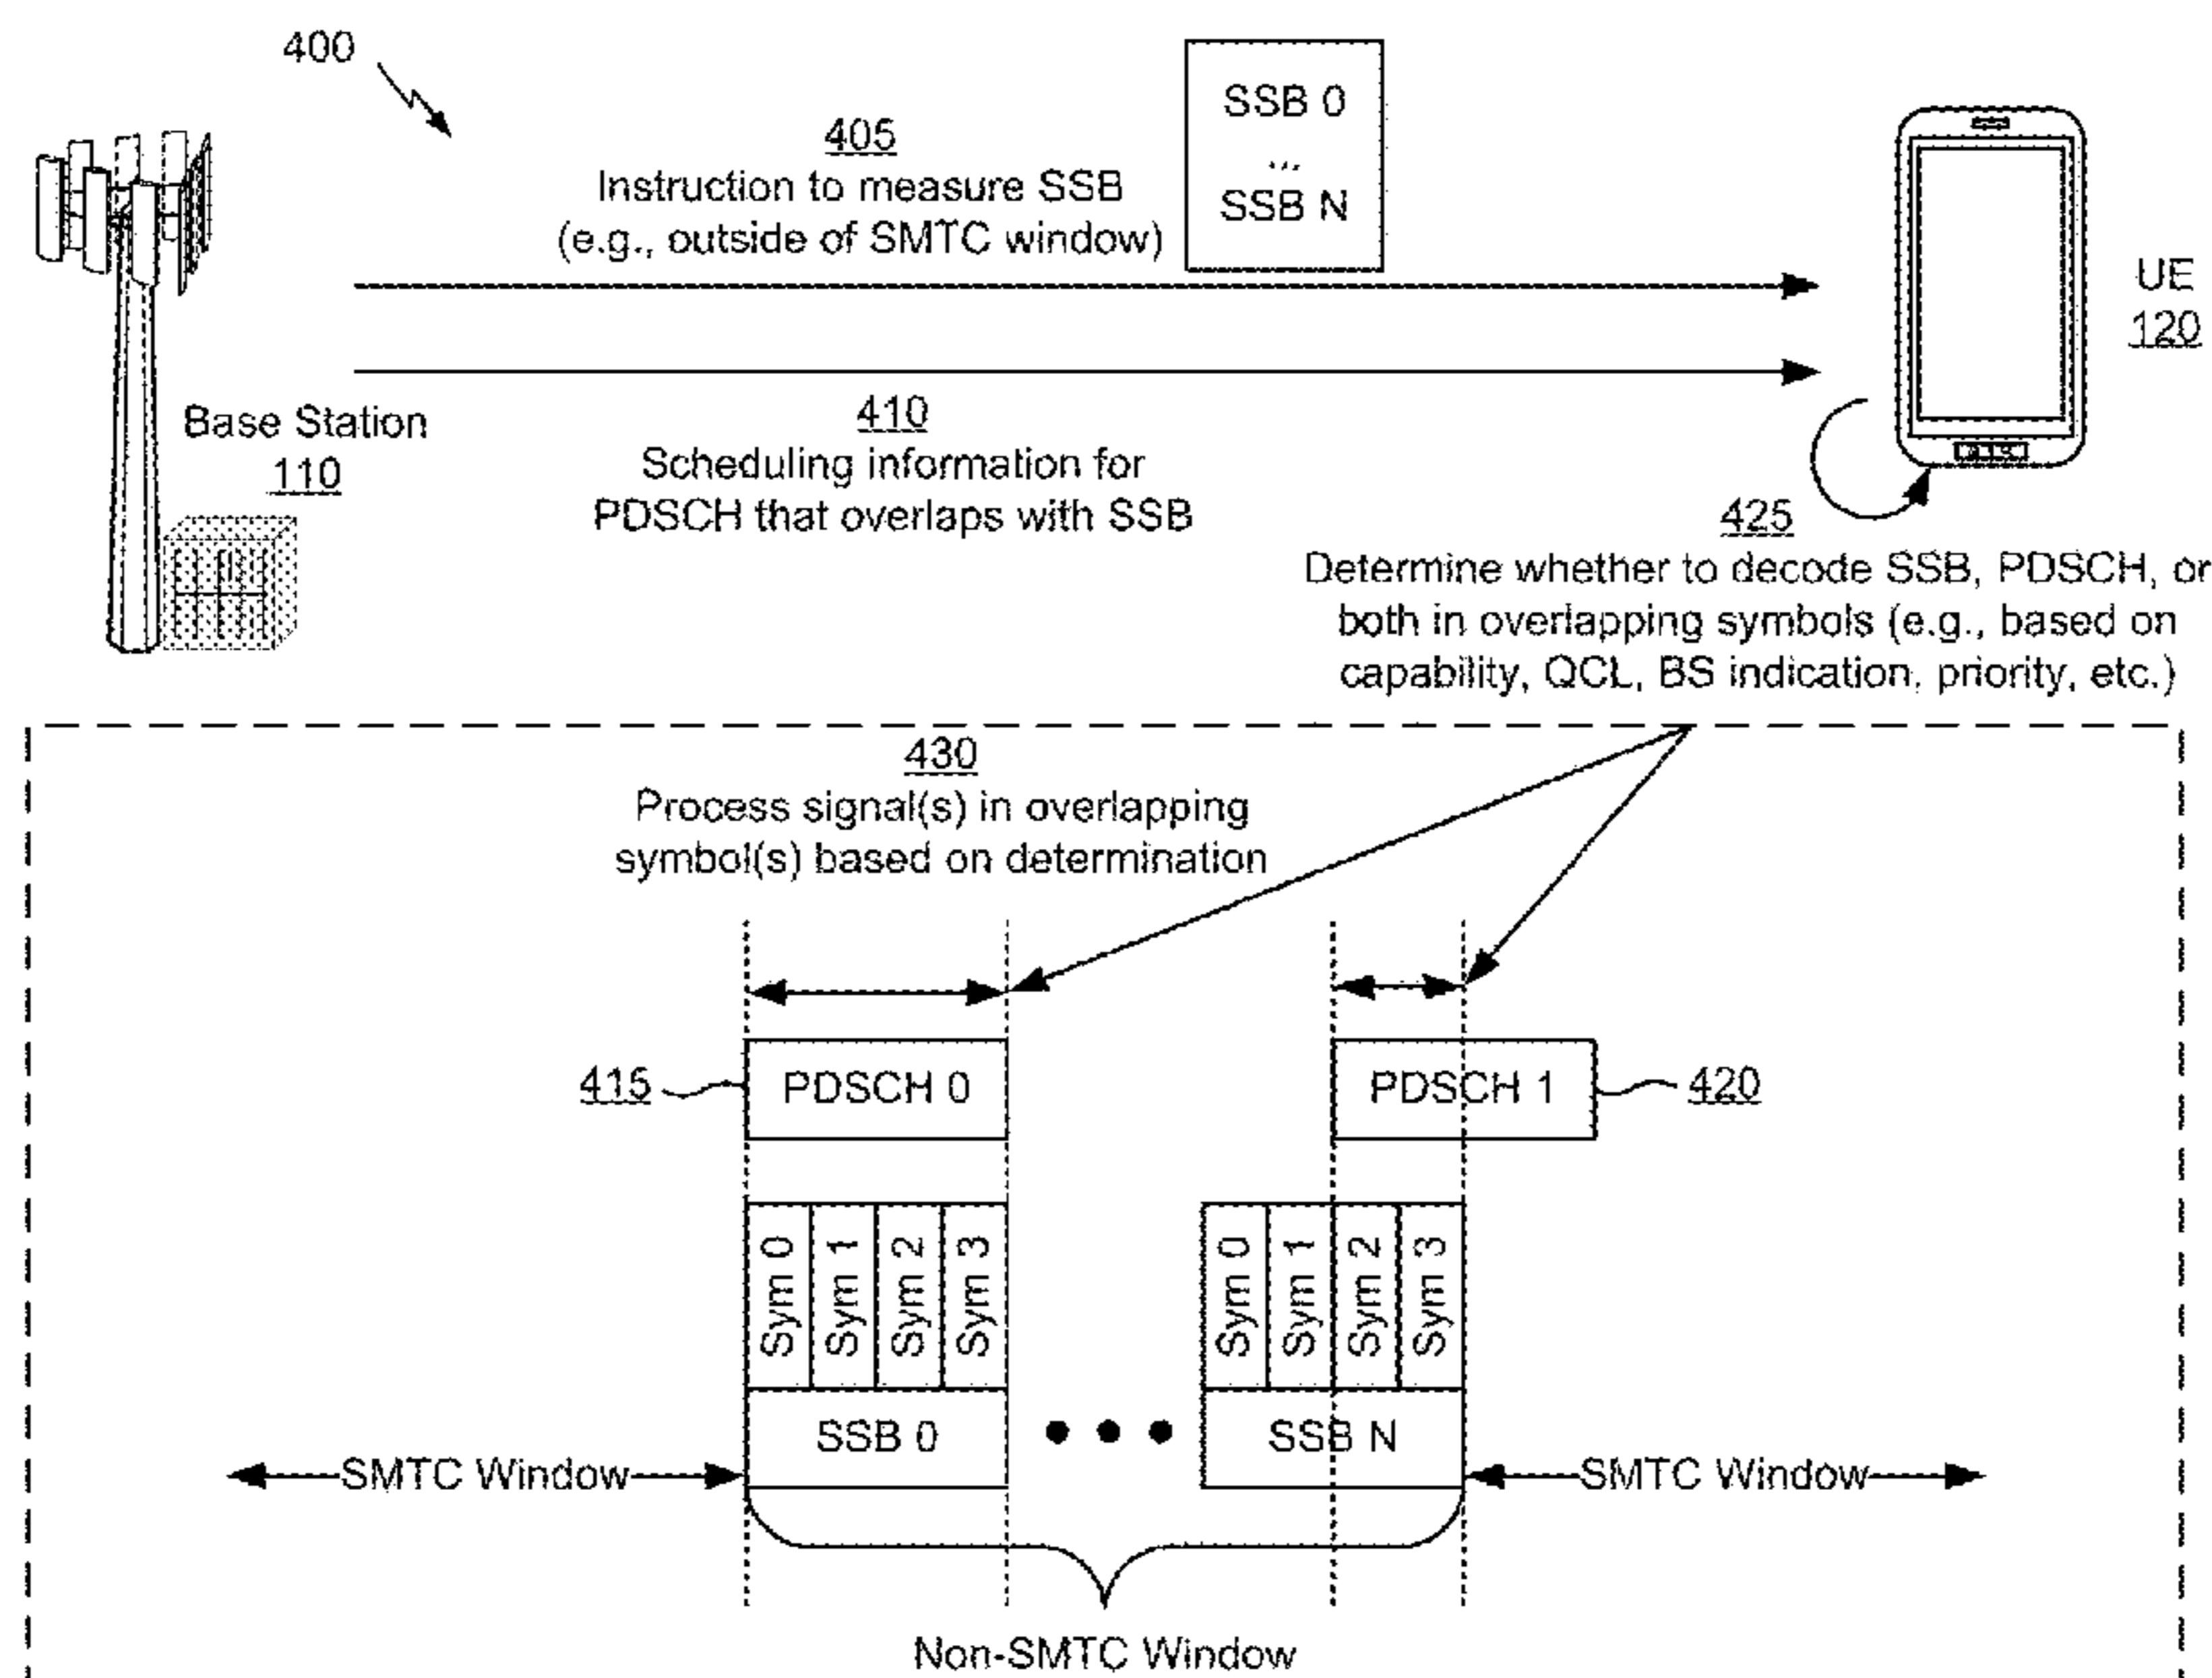 400
405
Instruction to measure SSB
(e.g., outside of SMTC window)
SSB 0
...
SSB N
UE
120
Base Station
110
410
Scheduling information for
PDSCH that overlaps with SSB
425
Determine whether to decode SSB, PDSCH, or
both in overlapping symbols (e.g., based on
capability, QCL, BS indication, priority, etc.)
430
Process signal(s) in overlapping
symbol(s) based on determination
415
PDSCH 0
PDSCH 1
420
Sym 0
Sym 1
Sym 2
Sym 3
Sym 0
Sym 1
Sym 2
Sym 3
SSB 0
SSB N
SMTC Window
SMTC Window
Non-SMTC Window